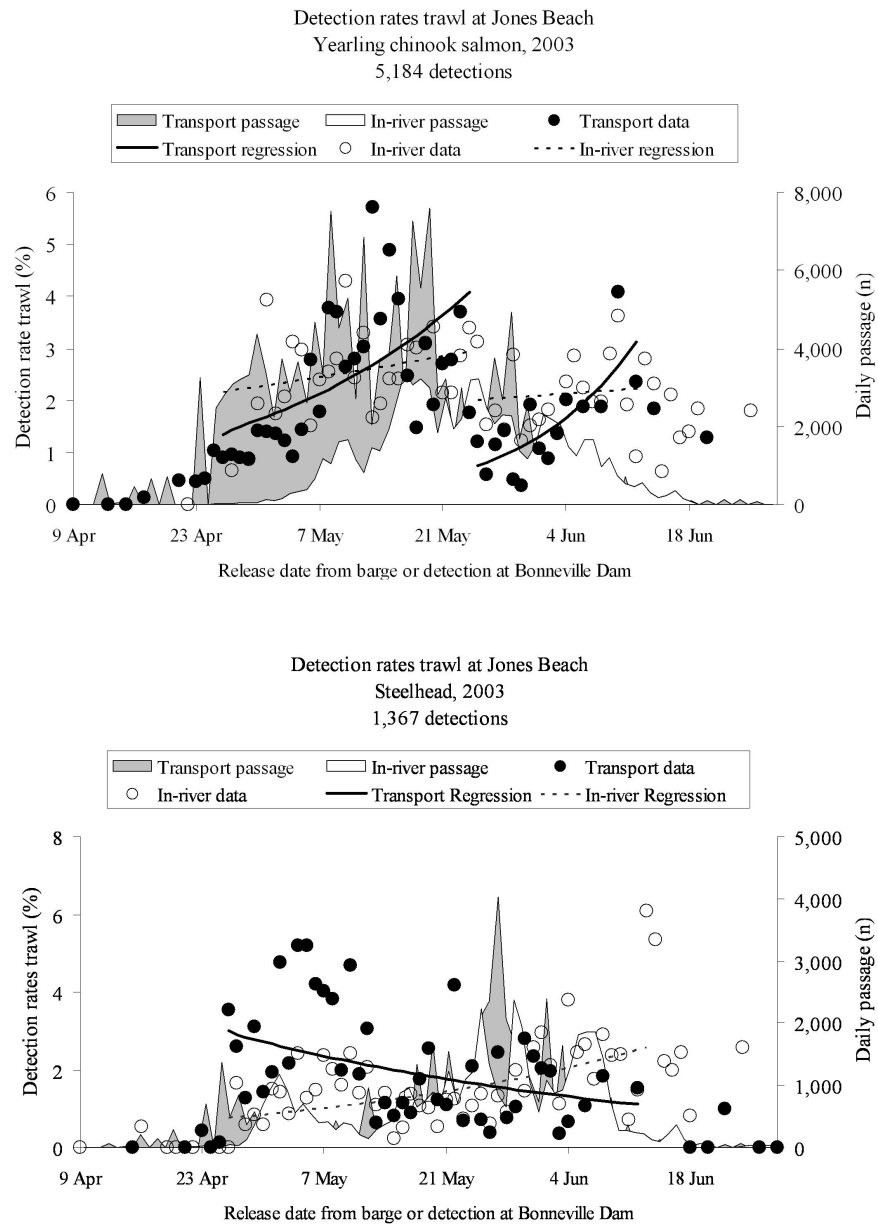 Detection rates trawl at Jones Beach
Yearling chinook salmon, 2003
5,184 detections
Transport passage In-river passage Transport data
Transport regression In-river data In-river regression
Detection rate trawl (%)
6
5
4
3
2
1
0
8,000
6,000
4,000
2,000
0
Daily passage (n)
9 Apr 23 Apr 7 May 21 May 4 Jun 18 Jun
Release date from barge or detection at Bonneville Dam
Detection rates trawl at Jones Beach
Steelhead, 2003
1,367 detections
Transport passage In-river passage Transport data
In-river data Transport Regression In-river Regression
Detection rates trawl (%)
8
6
4
2
0
5,000
4,000
3,000
2,000
1,000
0
Daily passage (n)
9 Apr 23 Apr 7 May 21 May 4 Jun 18 Jun
Release date from barge or detection at Bonneville Dam